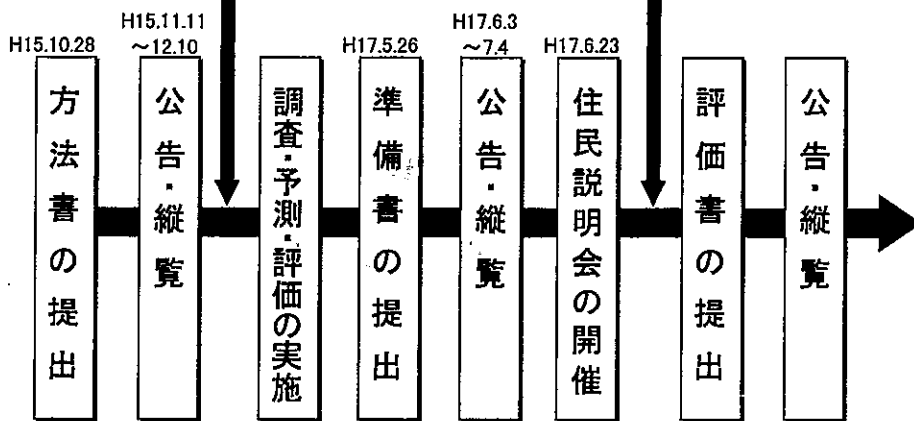 H15.10.28
方法書の提出
H15.11.11
～12.10
公告・縦覧
調査・予測・評価の実施
H17.5.26
準備書の提出
H17.6.3
～7.4
公告・縦覧
H17.6.23
住民説明会の開催
評価書の提出
公告・縦覧